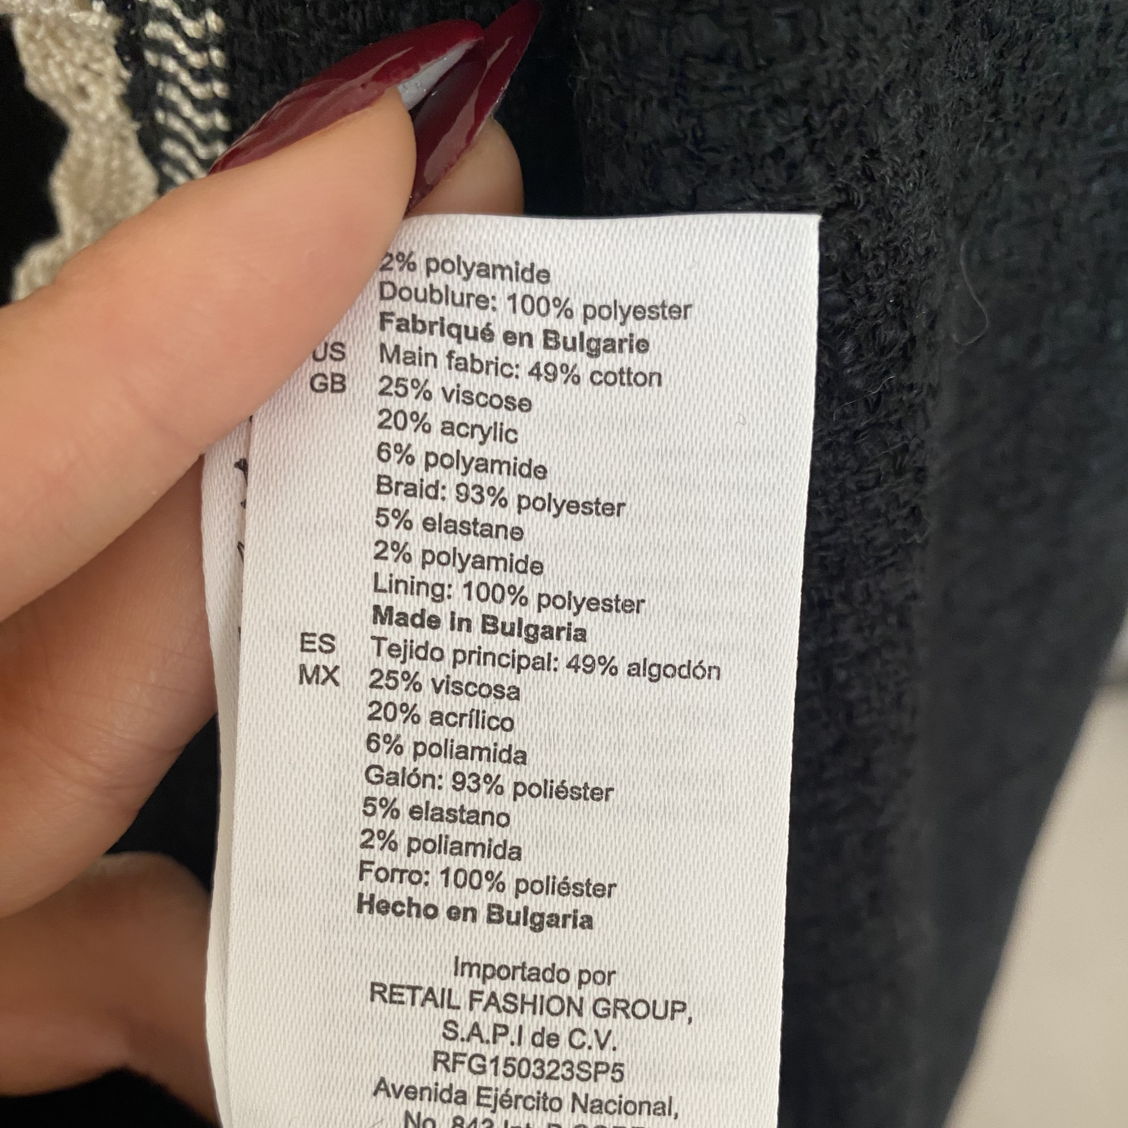 2% polyamide
Doublure: 100% polyester
Fabriqué en Bulgarie
US Main fabric: 49% cotton
GB 25% viscose
20% acrylic
6% polyamide
Braid: 93% polyester
5% elastane
2% polyamide
Lining: 100% polyester
Made in Bulgaria
ES Tejido principal: 49% algodón
MX 25% viscosa
20% acrílico
6% poliamida
Galón: 93% poliéster
5% elastano
2% poliamida
Forro: 100% poliéster
Hecho en Bulgaria
Importado por
RETAIL FASHION GROUP,
S.A.P.I de C.V.
RFG150323SP5
Avenida Ejército Nacional,
No. 843